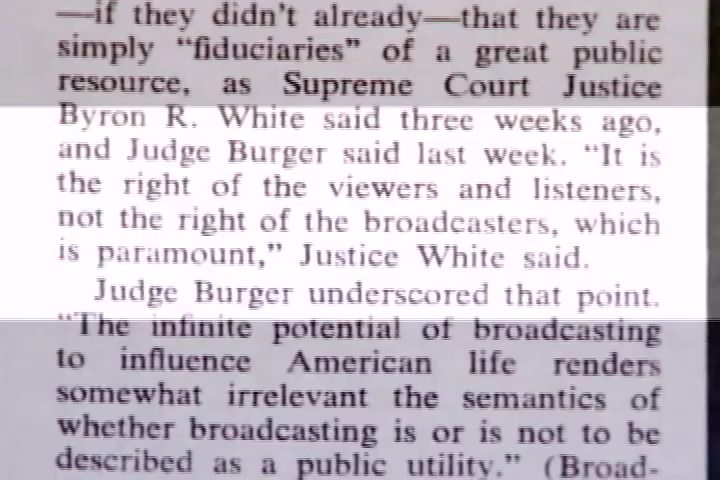 —if they didn't already—that they are
simply “fiduciaries” of a great public
resource, as Supreme Court Justice
Byron R. White said three weeks ago,
and Judge Burger said last week. “It is
the right of the viewers and listeners,
not the right of the broadcasters, which
is paramount,” Justice White said.
Judge Burger underscored that point.
“The infinite potential of broadcasting
to influence American life renders
somewhat irrelevant the semantics of
whether broadcasting is or is not to be
described as a public utility.” (Broad-